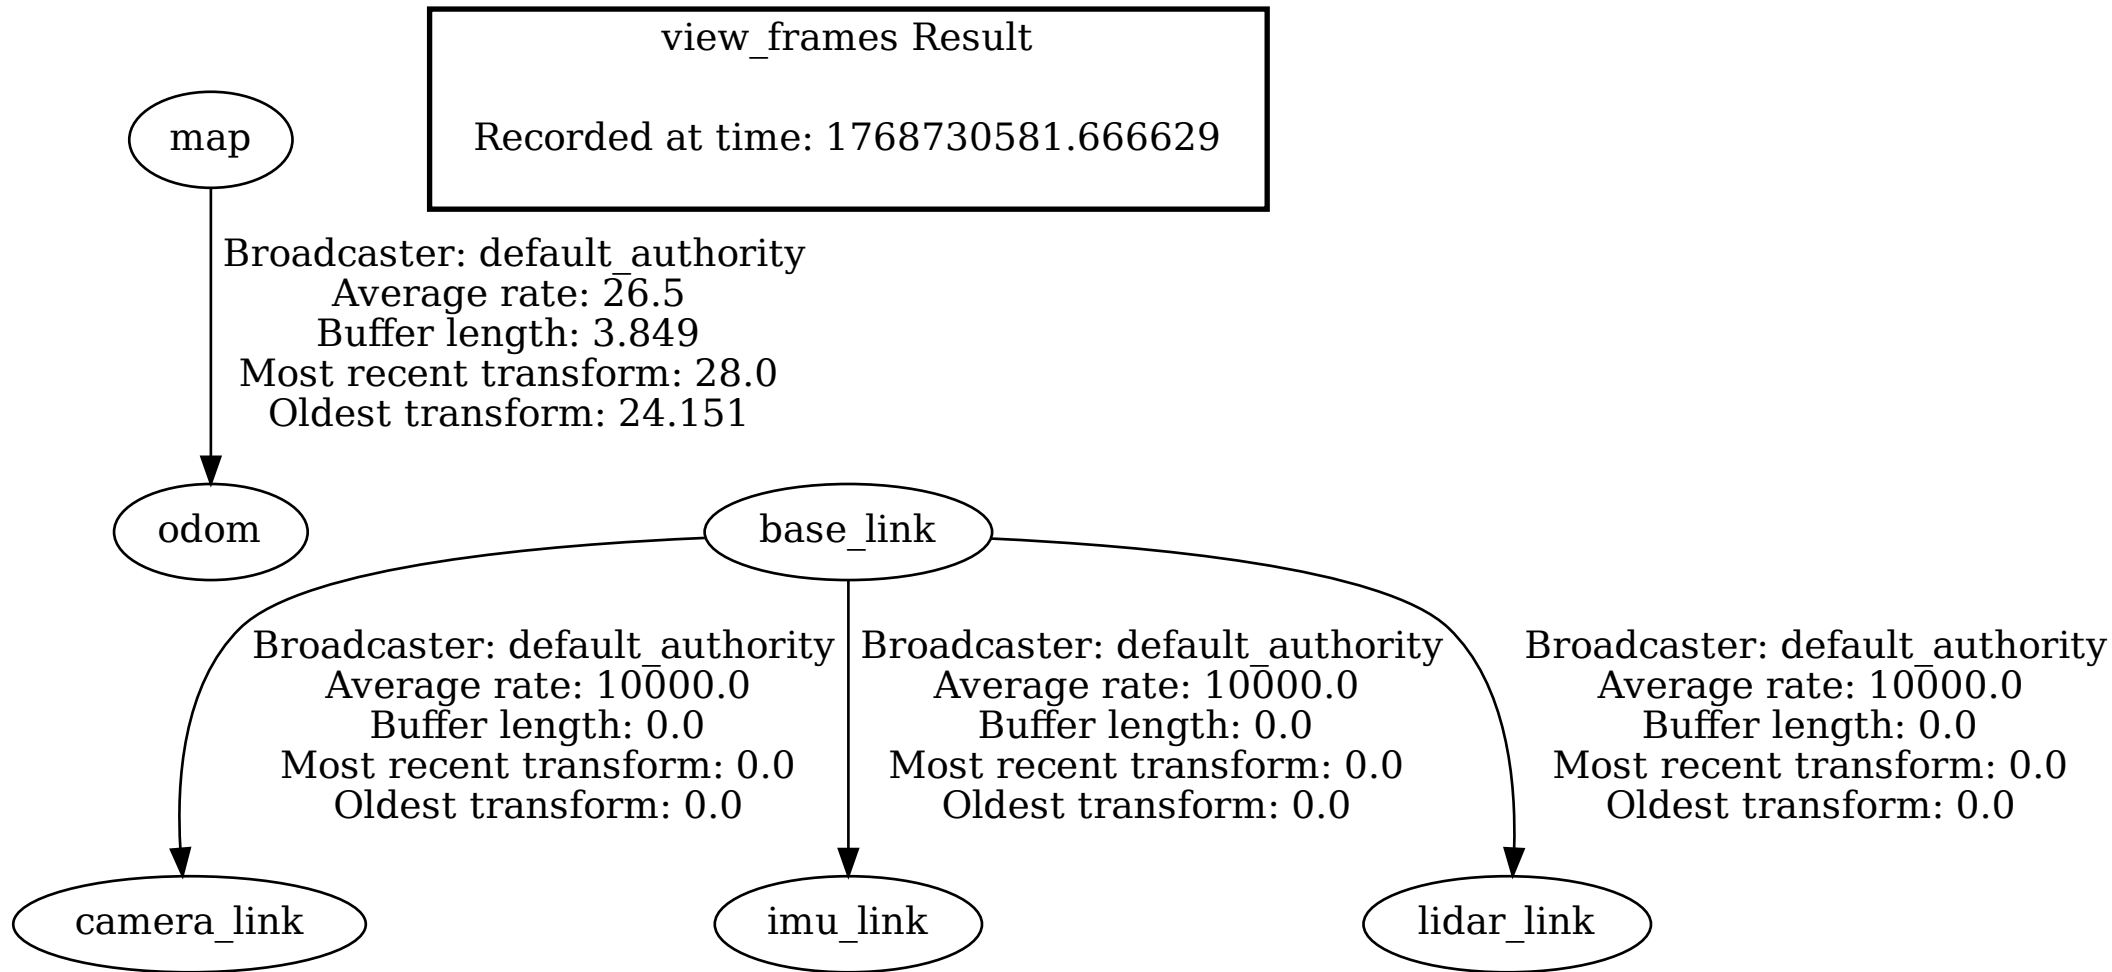 view_frames Result
Recorded at time: 1768730581.666629
map
Broadcaster: default_authority
Average rate: 26.5
Buffer length: 3.849
Most recent transform: 28.0
Oldest transform: 24.151
odom
base_link
Broadcaster: default_authority
Average rate: 10000.0
Buffer length: 0.0
Most recent transform: 0.0
Oldest transform: 0.0
Broadcaster: default_authority
Average rate: 10000.0
Buffer length: 0.0
Most recent transform: 0.0
Oldest transform: 0.0
Broadcaster: default_authority
Average rate: 10000.0
Buffer length: 0.0
Most recent transform: 0.0
Oldest transform: 0.0
camera_link
imu_link
lidar_link